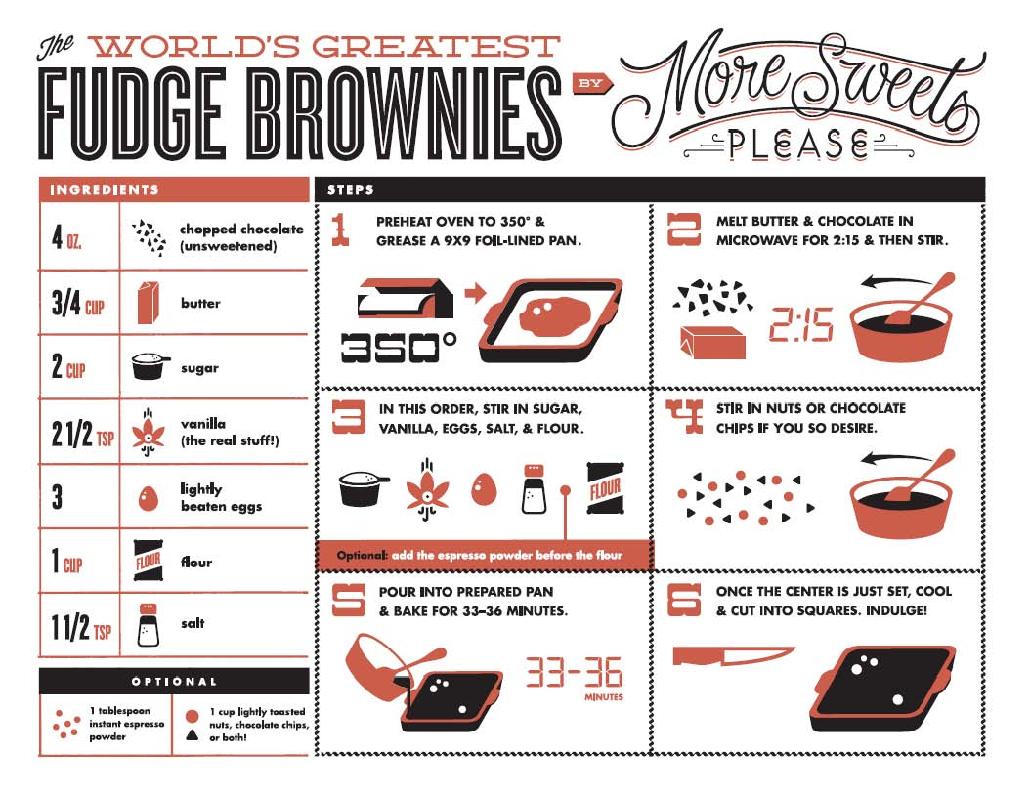 The WORLD'S GREATEST
FUDGE BROWNIES
BY
More Sweets
PLEASE
INGREDIENTS
4 OZ.
chopped chocolate
(unsweetened)
3/4 CUP
butter
2 CUP
sugar
2 1/2 TSP
vanilla
(the real stuff!)
3
lightly
beaten eggs
1 CUP
FLOUR
flour
1 1/2 TSP
salt
OPTIONAL
1 tablespoon
instant espresso
powder
1 cup lightly toasted
nuts, chocolate chips,
or both!
STEPS
1
PREHEAT OVEN TO 350° &
GREASE A 9X9 FOIL-LINED PAN.
350°
2
MELT BUTTER & CHOCOLATE IN
MICROWAVE FOR 2:15 & THEN STIR.
2:15
3
IN THIS ORDER, STIR IN SUGAR,
VANILLA, EGGS, SALT, & FLOUR.
FLOUR
Optional: add the espresso powder before the flour
4
STIR IN NUTS OR CHOCOLATE
CHIPS IF YOU SO DESIRE.
5
POUR INTO PREPARED PAN
& BAKE FOR 33–36 MINUTES.
33-36
MINUTES
6
ONCE THE CENTER IS JUST SET, COOL
& CUT INTO SQUARES. INDULGE!